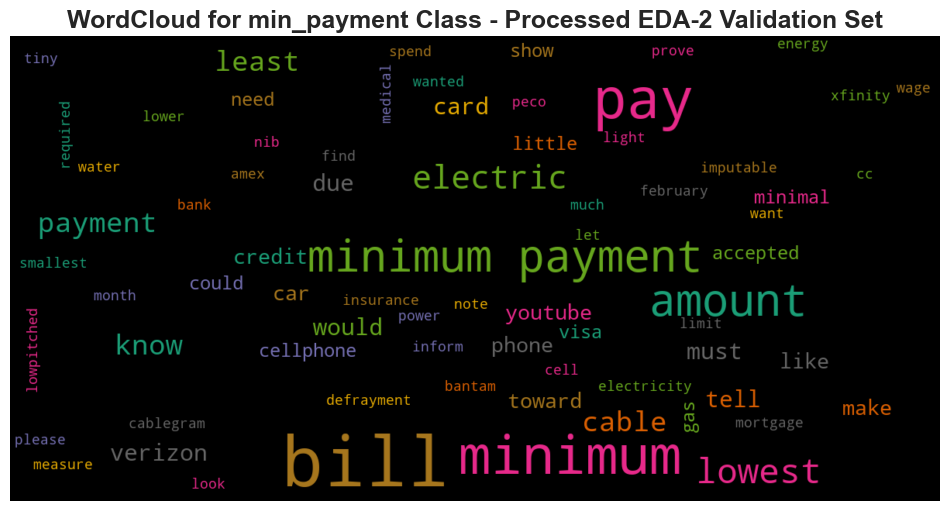 WordCloud for min_payment Class - Processed EDA-2 Validation Set
tiny
least
spend
show
prove
energy
medical
wanted
need
card
peco
pay
xfinity
wage
required
lower
nib
little
light
water
find
amex
due
electric
imputable
cc
february
minimal
bank
much
want
payment
let
smallest
credit
minimum payment
accepted
could
month
car
insurance
amount
note
power
youtube
limit
would
visa
lowpitched
know
cellphone
inform
phone
must
like
cell
bantam
electricity
defrayment
toward
gas
tell
make
cablegram
cable
mortgage
please
verizon
bill
minimum
measure
lowest
look